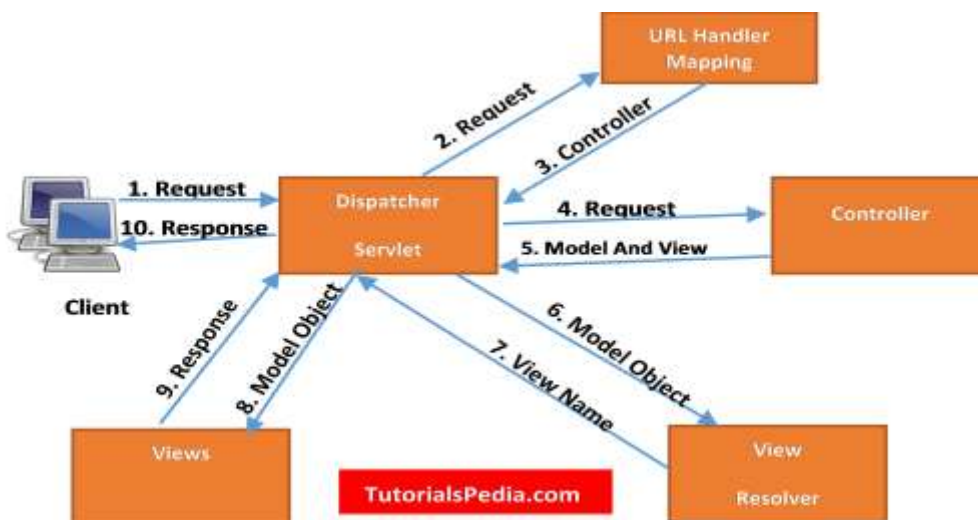 URL Handler
Mapping
2. Request
3. Controller
1. Request
Dispatcher
Servlet
4. Request
Controller
10. Response
5. Model And View
Client
9. Response
8. Model Object
6. Model Object
7. View Name
Views
View
Resolver
TutorialsPedia.com